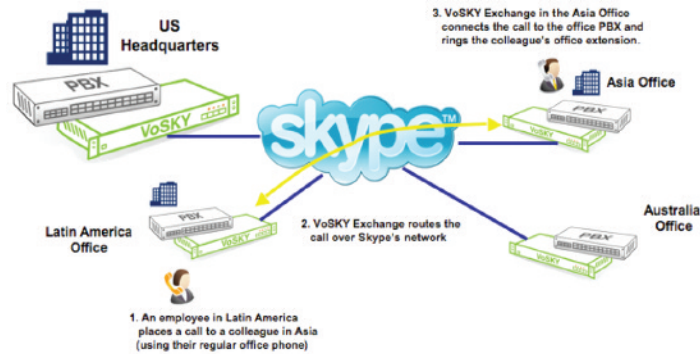 US
Headquarters
PBX
VoSKY
3. VoSKY Exchange in the Asia Office
connects the call to the office PBX and
rings the colleague's office extension.
Asia Office
PBX
VoSKY
skype™
Latin America
Office
PBX
VoSKY
2. VoSKY Exchange routes the
call over Skype's network
Australia
Office
PBX
VoSKY
1. An employee in Latin America
places a call to a colleague in Asia
(using their regular office phone)